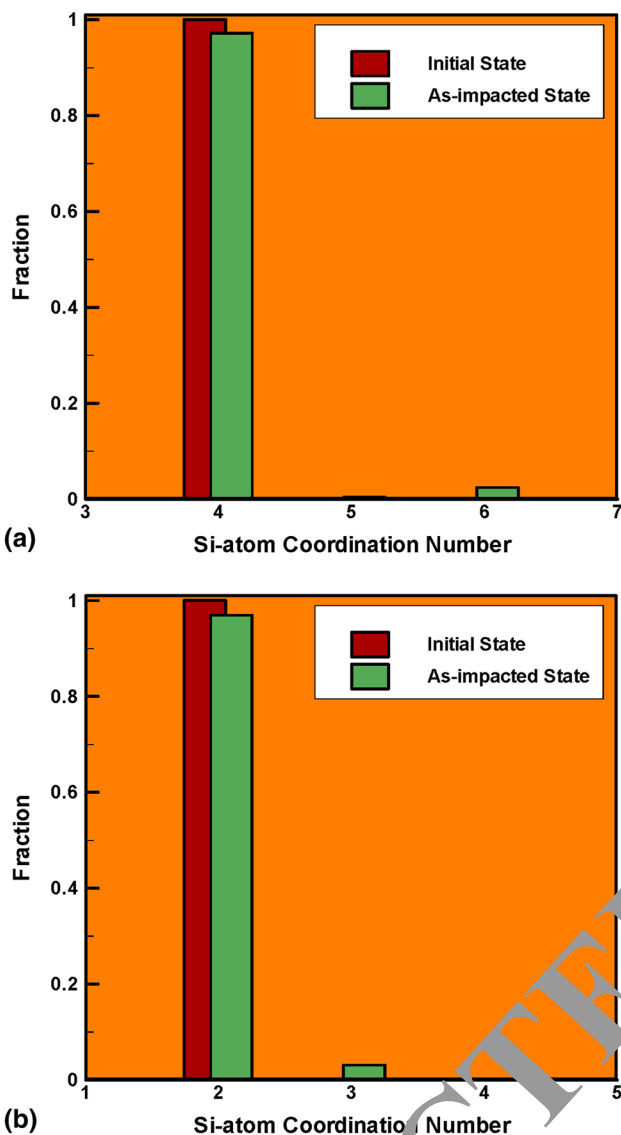 1
0.8
0.6
0.4
0.2
0
Fraction
Initial State
As-impacted State
3 4 5 6 7
(a)
Si-atom Coordination Number
1
0.8
0.6
0.4
0.2
0
Fraction
Initial State
As-impacted State
1 2 3 4 5
(b)
Si-atom Coordination Number